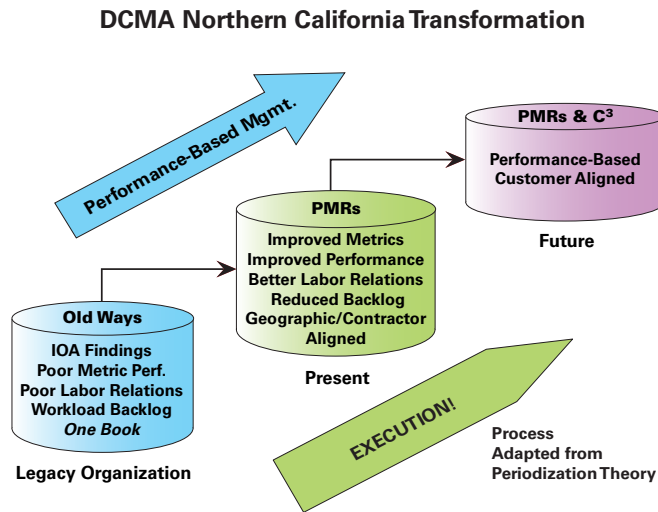 DCMA Northern California Transformation
Performance-Based Mgmt.
PMRs & C³
Performance-Based
Customer Aligned
Future
PMRs
Improved Metrics
Improved Performance
Better Labor Relations
Reduced Backlog
Geographic/Contractor
Aligned
Present
Old Ways
IOA Findings
Poor Metric Perf.
Poor Labor Relations
Workload Backlog
One Book
Legacy Organization
EXECUTION!
Process
Adapted from
Periodization Theory